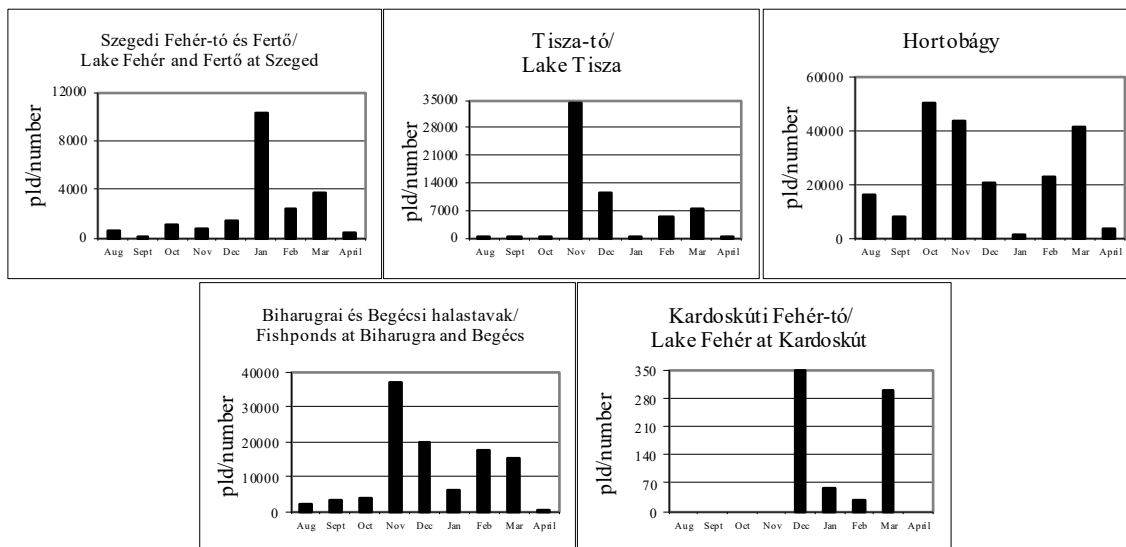 Szegedi Fehér-tó és Fertő/
Lake Fehér and Fertő at Szeged
pld/number
12000
8000
4000
0
Aug Sept Oct Nov Dec Jan Feb Mar April
Tisza-tó/
Lake Tisza
pld/number
35000
28000
21000
14000
7000
0
Aug Sept Oct Nov Dec Jan Feb Mar April
Hortobágy
pld/number
60000
40000
20000
0
Aug Sept Oct Nov Dec Jan Feb Mar April
Biharugrai és Begécsi halastavak/
Fishponds at Biharugra and Begécs
pld/number
40000
30000
20000
10000
0
Aug Sept Oct Nov Dec Jan Feb Mar April
Kardoskúti Fehér-tó/
Lake Fehér at Kardoskút
pld/number
350
280
210
140
70
0
Aug Sept Oct Nov Dec Jan Feb Mar April